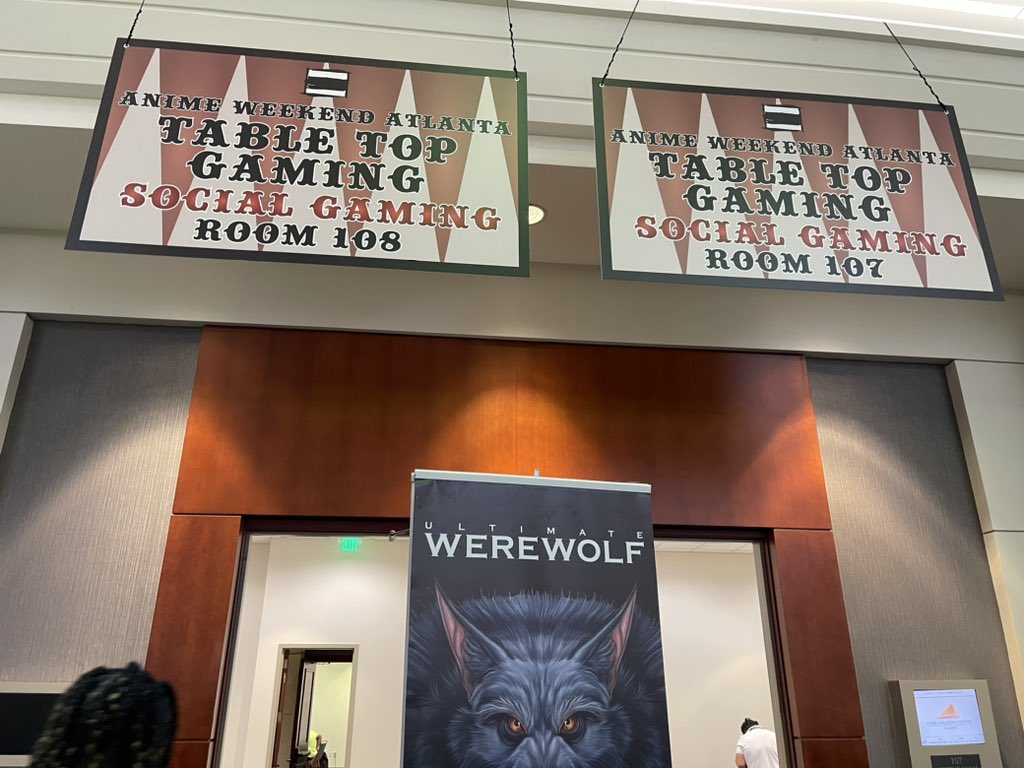 ANIME WEEKEND ATLANTA
TABLE TOP
GAMING
SOCIAL GAMING
ROOM 108
ANIME WEEKEND ATLANTA
TABLE TOP
GAMING
SOCIAL GAMING
ROOM 107
ULTIMATE
WEREWOLF
EXIT
107